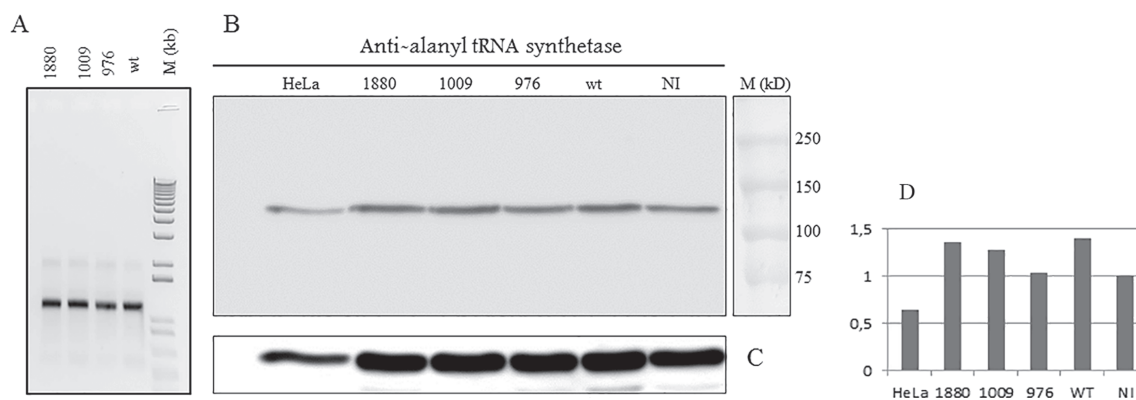 A
1880 1009 976 wt M (kb)
B
Anti-alanyl tRNA synthetase
HeLa 1880 1009 976 wt NI M (kD)
250
150
100
75
C
D
1,5
1
0,5
0
HeLa 1880 1009 976 WT NI